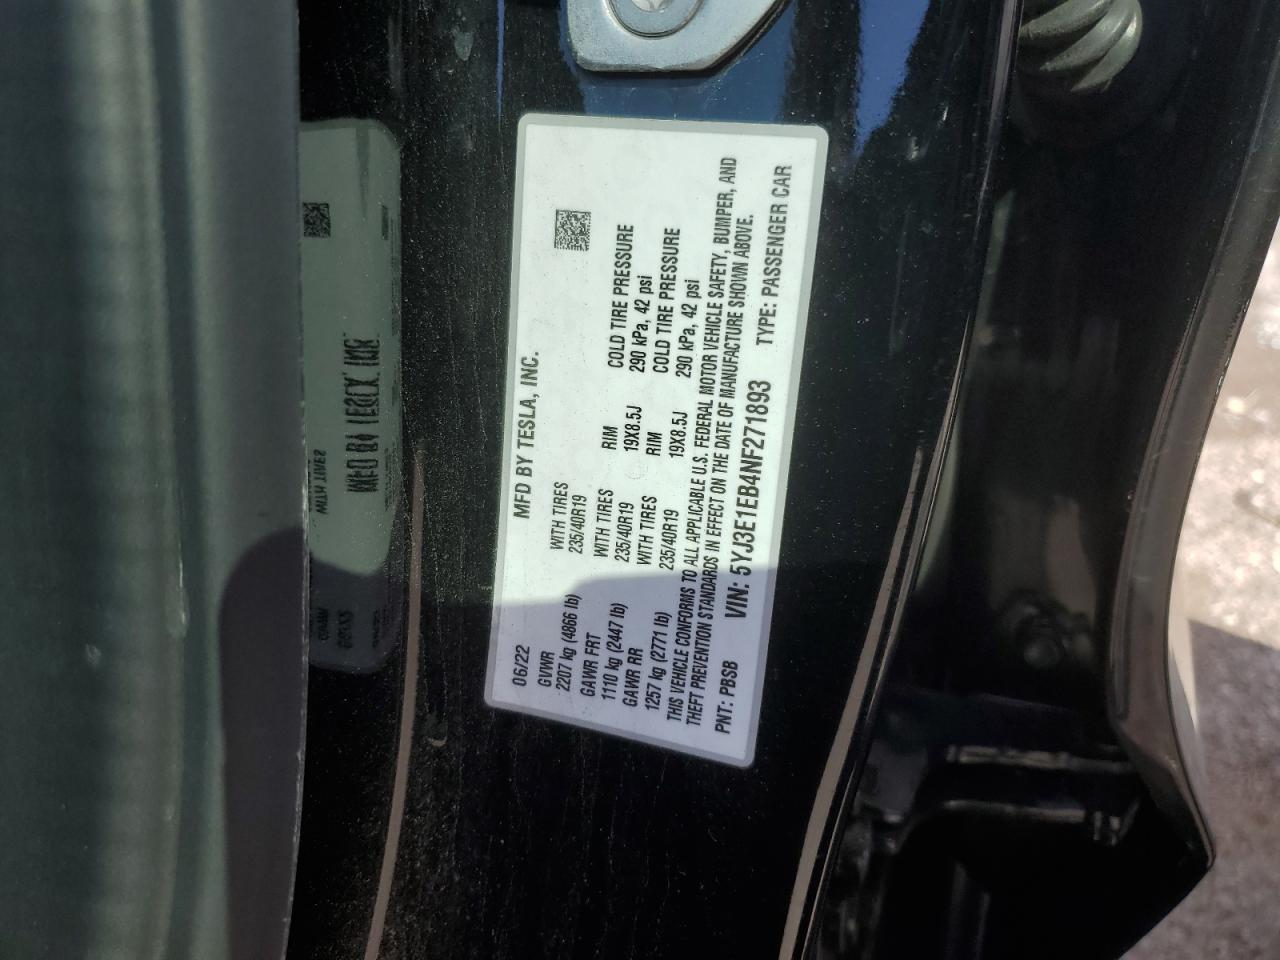 MFD BY TESLA, INC.
06/22
GVWR WITH TIRES
2207 kg (4866 lb) 235/40R19
GAWR FRT WITH TIRES RIM COLD TIRE PRESSURE
1110 kg (2447 lb) 235/40R19 19X8.5J 290 kPa, 42 psi
GAWR RR WITH TIRES RIM COLD TIRE PRESSURE
1257 kg (2771 lb) 235/40R19 19X8.5J 290 kPa, 42 psi
THIS VEHICLE CONFORMS TO ALL APPLICABLE U.S. FEDERAL MOTOR VEHICLE SAFETY, BUMPER, AND
THEFT PREVENTION STANDARDS IN EFFECT ON THE DATE OF MANUFACTURE SHOWN ABOVE.
PNT: PBSB VIN: 5YJ3E1EB4NF271893 TYPE: PASSENGER CAR